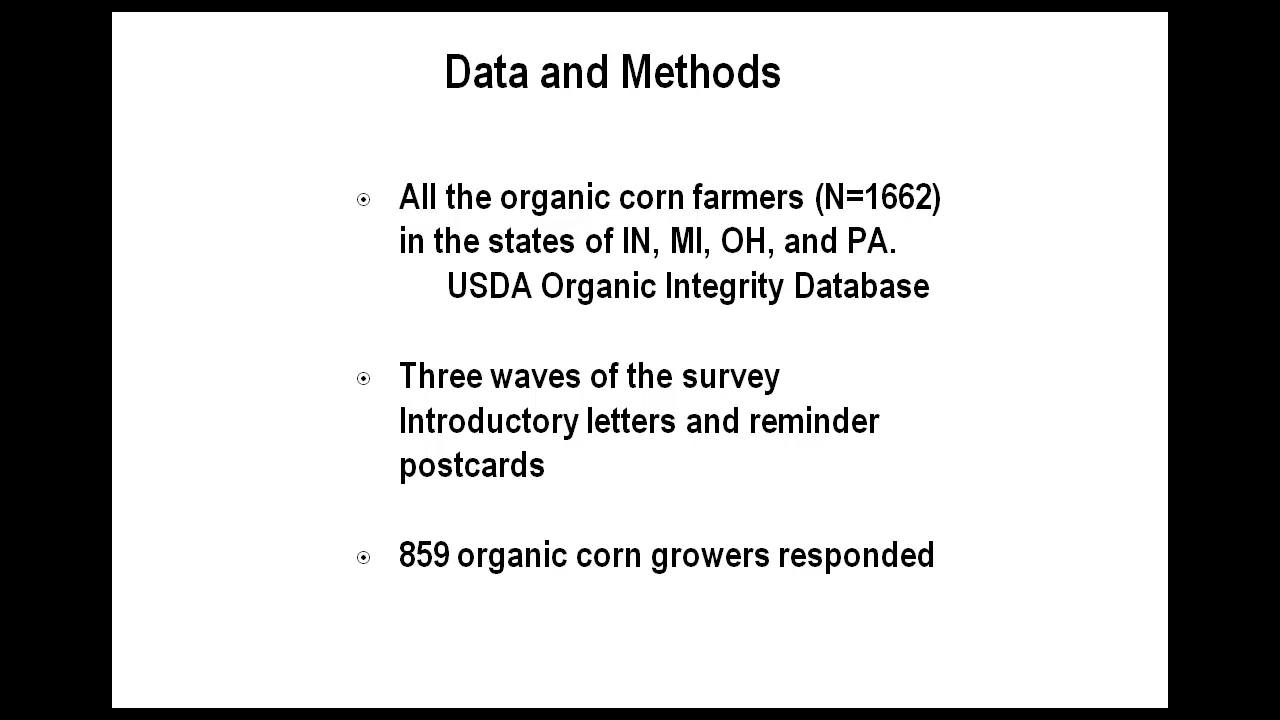 Data and Methods
All the organic corn farmers (N=1662)
in the states of IN, MI, OH, and PA.
USDA Organic Integrity Database
Three waves of the survey
Introductory letters and reminder
postcards
859 organic corn growers responded